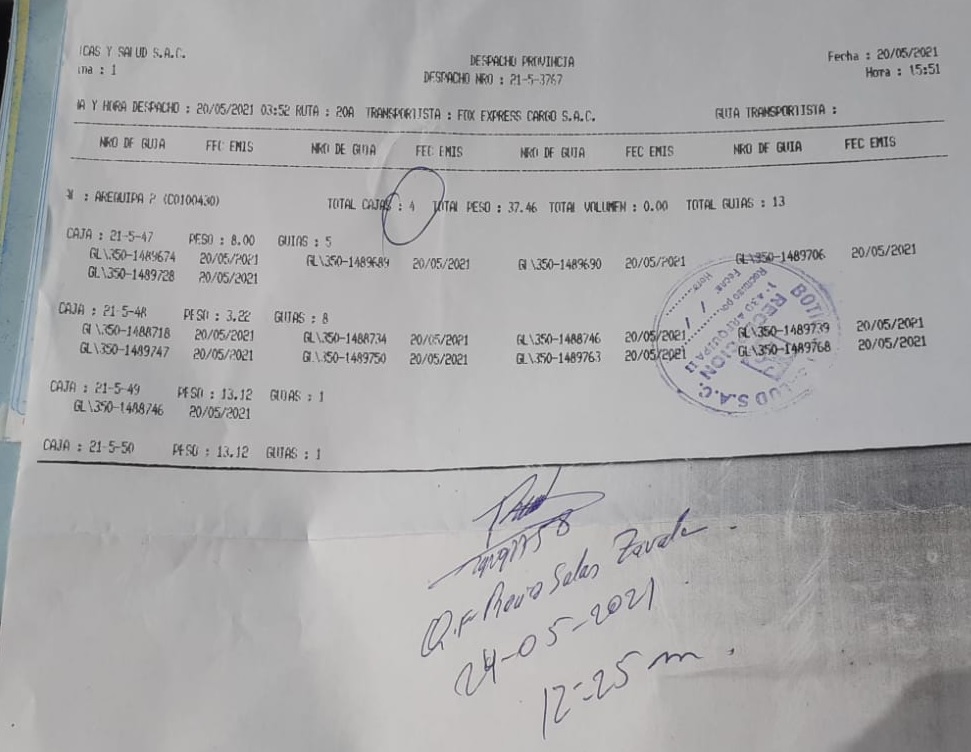 ICAS Y SALUD S.A.C. DESPACHO PROVINCIA Fecha : 20/05/2021
ina : 1 DESPACHO NRO : 21-5-3767 Hora : 15:51
HA Y HORA DESPACHO : 20/05/2021 03:52 RUTA : 20A TRANSPORTISTA : FOX EXPRESS CARGO S.A.C. GUIA TRANSPORTISTA :
NRO DE GUIA FEC EMIS NRO DE GUIA FEC EMIS NRO DE GUIA FEC EMIS NRO DE GUIA FEC EMIS
: AREQUIPA 2 (C0100430) TOTAL CAJAS : 4 TOTAL PESO : 37.46 TOTAL VOLUMEN : 0.00 TOTAL GUIAS : 13
CAJA : 21-5-47 PESO : 8.00 GUIAS : 5
GL\350-1489674 20/05/2021 GL\350-1489689 20/05/2021 GL\350-1489690 20/05/2021 GL\350-1489706 20/05/2021
GL\350-1489728 20/05/2021
CAJA : 21-5-48 PESO : 3.22 GUIAS : 8
GL\350-1488718 20/05/2021 GL\350-1488734 20/05/2021 GL\350-1488746 20/05/2021 GL\350-1489739 20/05/2021
GL\350-1489747 20/05/2021 GL\350-1489750 20/05/2021 GL\350-1489763 20/05/2021 GL\350-1489768 20/05/2021
CAJA : 21-5-49 PESO : 13.12 GUIAS : 1
GL\350-1488746 20/05/2021
CAJA : 21-5-50 PESO : 13.12 GUIAS : 1
BOTI
LUD S.A.C.
RECEPCION
AREQUIPA II
Recibido por
Fecha
Hora
Q.F Salas Zavala
24-05-2021
12-25 m.